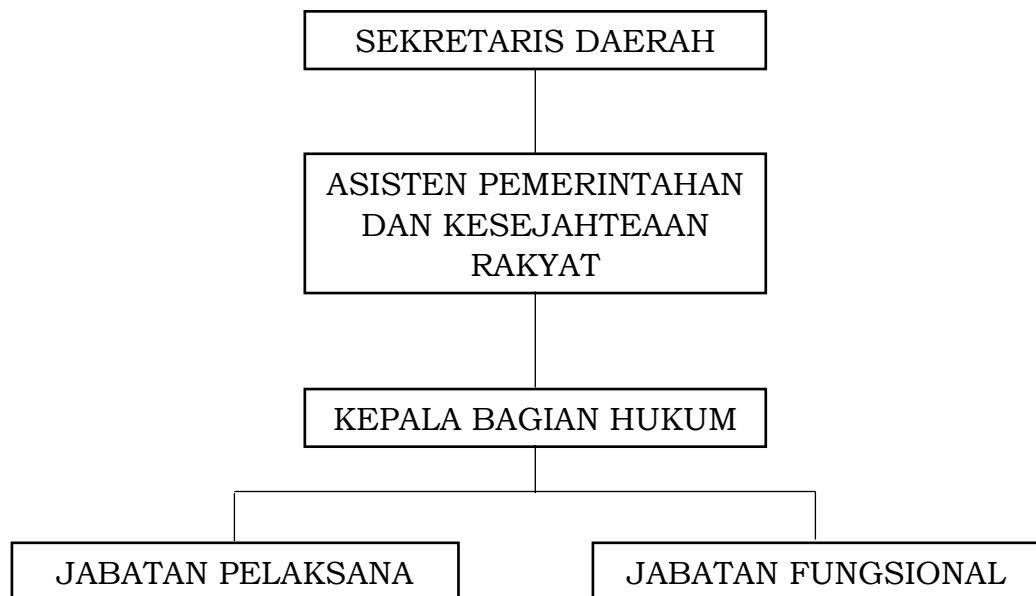 SEKRETARIS DAERAH
ASISTEN PEMERINTAHAN
DAN KESEJAHTEAAN
RAKYAT
KEPALA BAGIAN HUKUM
JABATAN PELAKSANA
JABATAN FUNGSIONAL